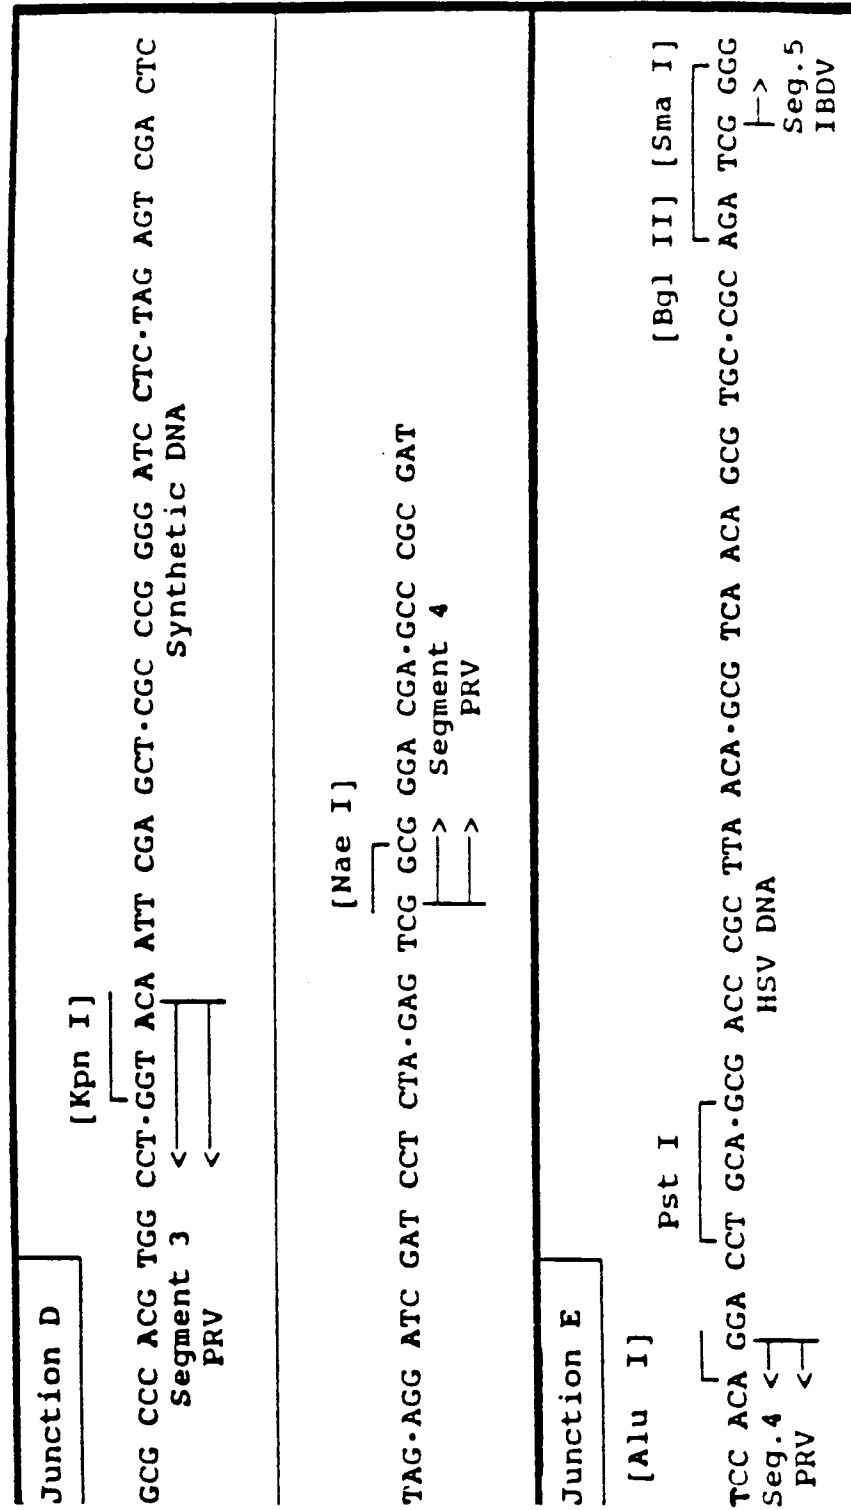 Junction D
[Kpn I]
GCG CCC ACG TGG CCT·GGT ACA ATT CGA GCT·CGC CCG GGG ATC CTC·TAG AGT CGA CTC
Segment 3
PRV
Synthetic DNA
[Nae I]
TAG·AGG ATC GAT CCT CTA·GAG TCG GCG GGA CGA·GCC CGC GAT
Segment 4
PRV
Junction E
[Alu I]
Pst I
[Bgl II] [Sma I]
TCC ACA GGA CCT GCA·GCG ACC CGC TTA ACA·GCG TCA ACA GCG TGC·CGC AGA TCG GGG
Seg.4
PRV
HSV DNA
Seg.5
IBDV